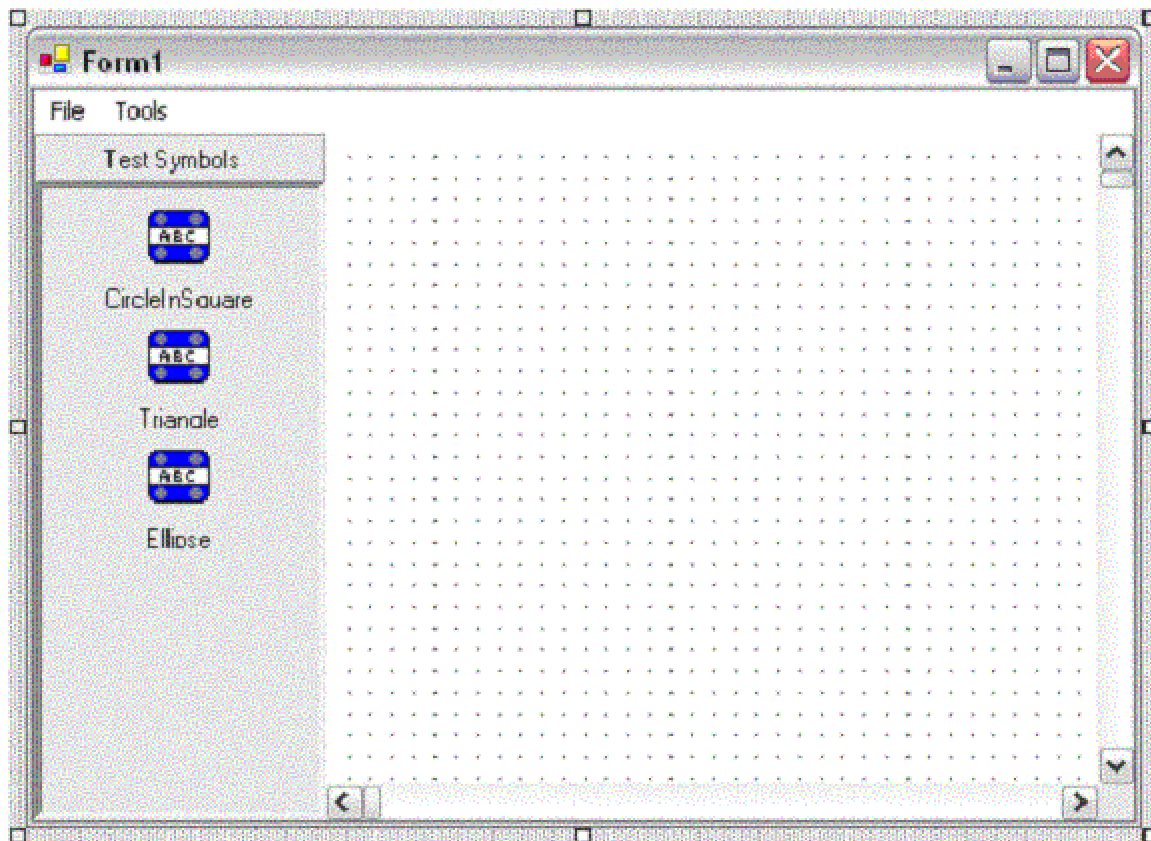 Form1
File Tools
Test Symbols
ABC
CircleInSquare
ABC
Triangle
ABC
Ellipse